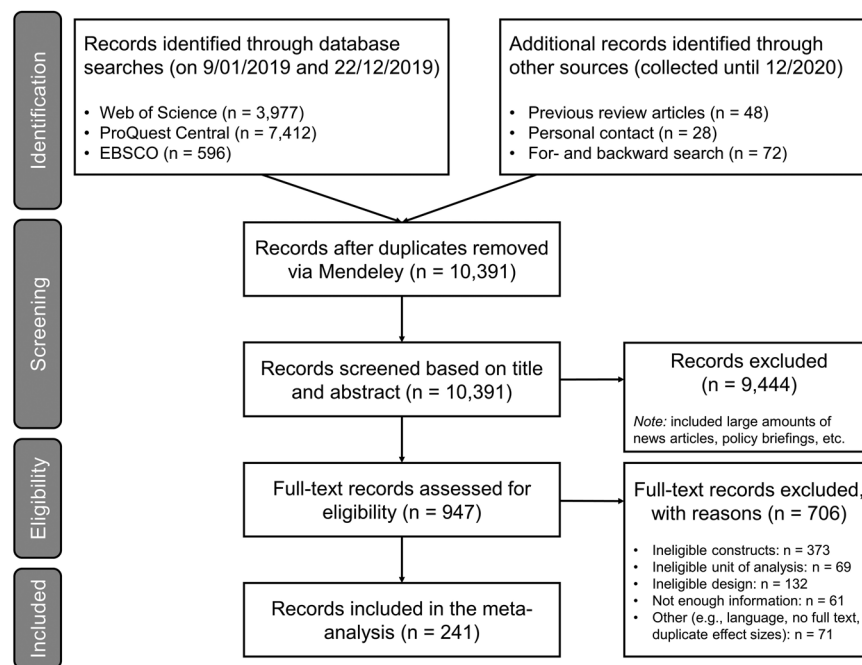 Identification
Records identified through database
searches (on 9/01/2019 and 22/12/2019)
• Web of Science (n = 3,977)
• ProQuest Central (n = 7,412)
• EBSCO (n = 596)
Additional records identified through
other sources (collected until 12/2020)
• Previous review articles (n = 48)
• Personal contact (n = 28)
• For- and backward search (n = 72)
Screening
Records after duplicates removed
via Mendeley (n = 10,391)
Records screened based on title
and abstract (n = 10,391)
Records excluded
(n = 9,444)
Note: included large amounts of
news articles, policy briefings, etc.
Eligibility
Full-text records assessed for
eligibility (n = 947)
Full-text records excluded,
with reasons (n = 706)
• Ineligible constructs: n = 373
• Ineligible unit of analysis: n = 69
• Ineligible design: n = 132
• Not enough information: n = 61
• Other (e.g., language, no full text,
duplicate effect sizes): n = 71
Included
Records included in the meta-
analysis (n = 241)